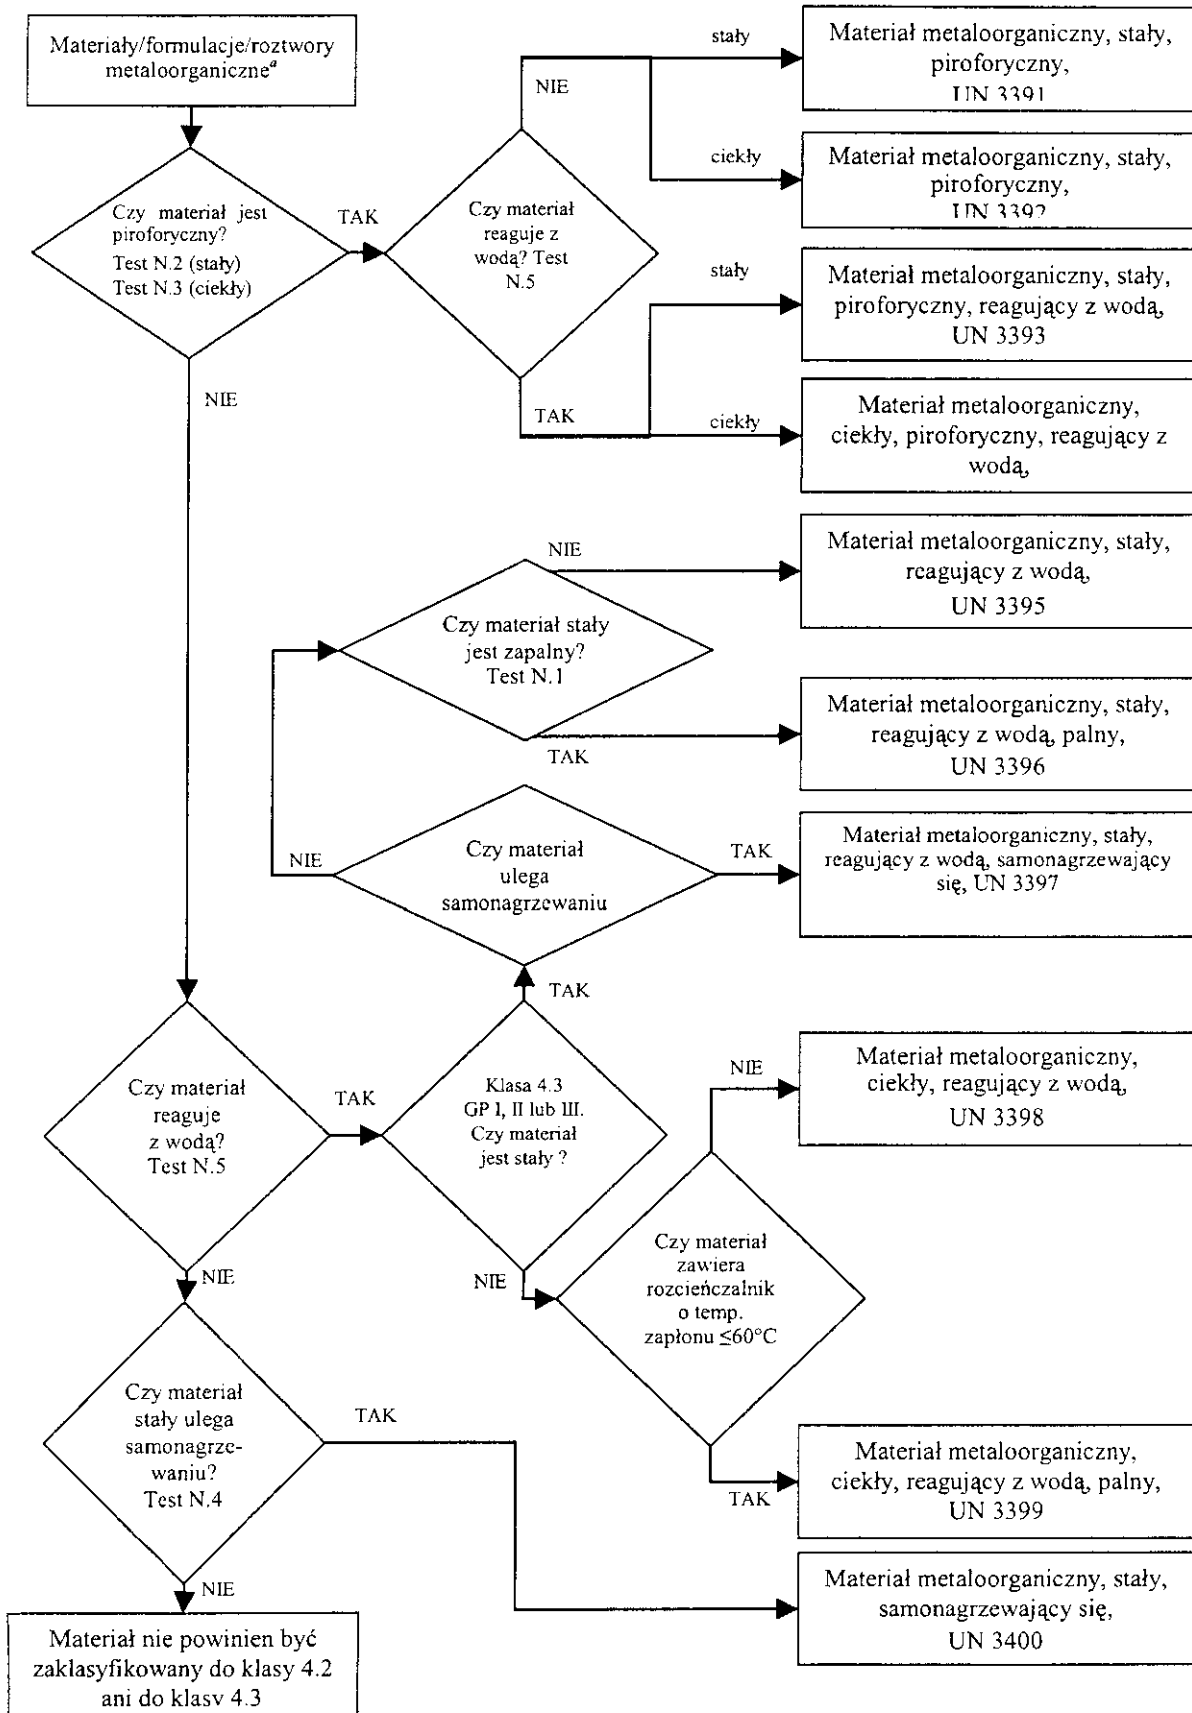 Materiały/formulacje/roztwory
metaloorganiczneᵃ
stały
Materiał metaloorganiczny, stały,
piroforyczny,
UN 3391
NIE
ciekły
Materiał metaloorganiczny, stały,
piroforyczny,
UN 3392
Czy materiał jest
piroforyczny?
Test N.2 (stały)
Test N.3 (ciekły)
TAK
Czy materiał
reaguje z
wodą? Test
N.5
stały
Materiał metaloorganiczny, stały,
piroforyczny, reagujący z wodą,
UN 3393
NIE
TAK
ciekły
Materiał metaloorganiczny,
ciekły, piroforyczny, reagujący z
wodą,
NIE
Materiał metaloorganiczny, stały,
reagujący z wodą,
UN 3395
Czy materiał stały
jest zapalny?
Test N.1
TAK
Materiał metaloorganiczny, stały,
reagujący z wodą, palny,
UN 3396
NIE
Czy materiał
ulega
samonagrzewaniu
TAK
Materiał metaloorganiczny, stały,
reagujący z wodą, samonagrzewający
się, UN 3397
TAK
Czy materiał
reaguje
z wodą?
Test N.5
TAK
Klasa 4.3
GP I, II lub III.
Czy materiał
jest stały ?
NIE
Materiał metaloorganiczny,
ciekły, reagujący z wodą,
UN 3398
NIE
NIE
Czy materiał
zawiera
rozcieńczalnik
o temp.
zapłonu ≤60°C
Czy materiał
stały ulega
samonagrze-
waniu?
Test N.4
TAK
TAK
Materiał metaloorganiczny,
ciekły, reagujący z wodą, palny,
UN 3399
NIE
Materiał metaloorganiczny, stały,
samonagrzewający się,
UN 3400
Materiał nie powinien być
zaklasyfikowany do klasy 4.2
ani do klasy 4.3